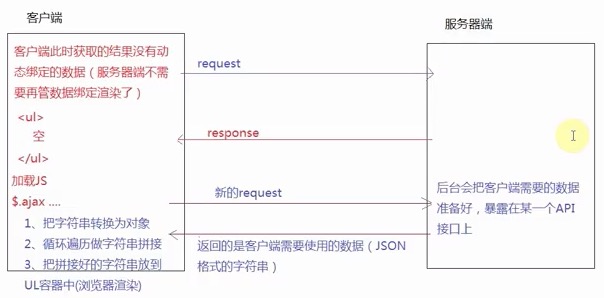 客户端
服务器端
客户端此时获取的结果没有动
态绑定的数据（服务器端不需
要再管数据绑定渲染了）
<ul>
空
</ul>
加载JS
$.ajax ....
1、把字符串转换为对象
2、循环遍历做字符串拼接
3、把拼接好的字符串放到
UL容器中(浏览器渲染)
request
response
新的request
返回的是客户端需要使用的数据（JSON
格式的字符串）
后台会把客户端需要的数据
准备好，暴露在某一个API
接口上